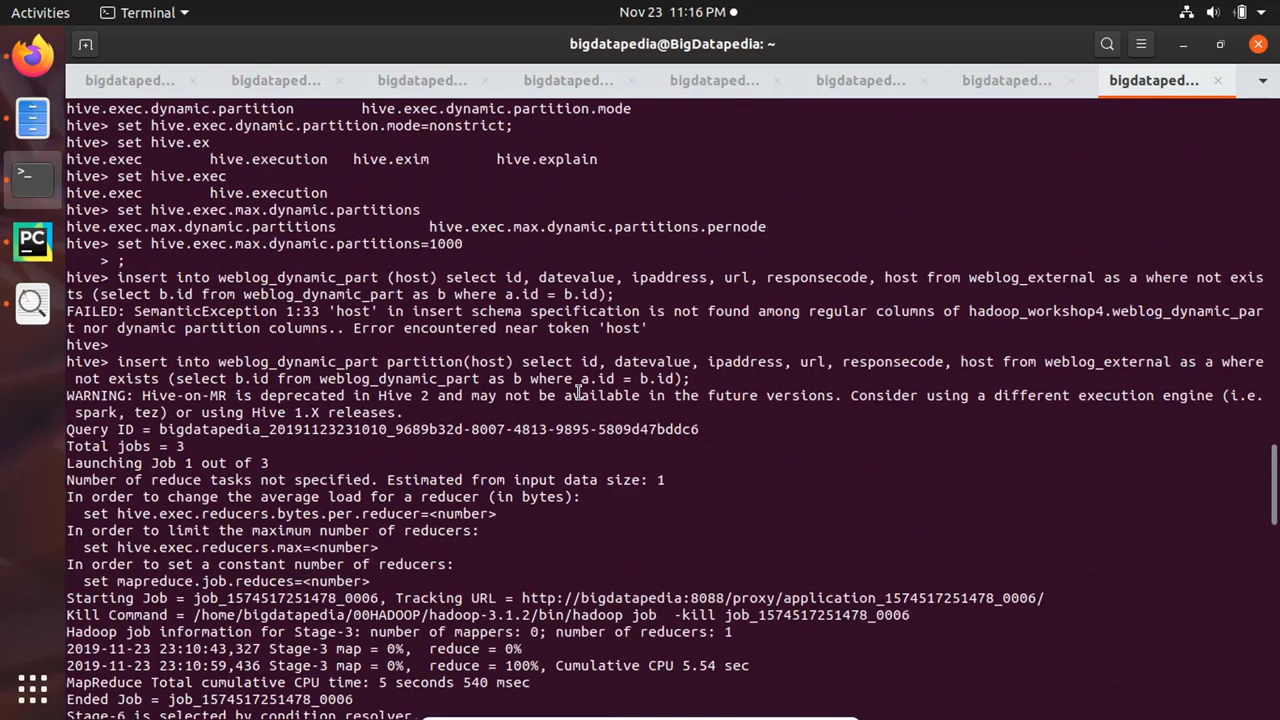 Activities
Terminal
Nov 23 11:16 PM
bigdatapedia@BigDatapedia: ~
bigdataped... bigdataped... bigdataped... bigdataped... bigdataped... bigdataped... bigdataped... bigdataped...
hive.exec.dynamic.partition hive.exec.dynamic.partition.mode
hive> set hive.exec.dynamic.partition.mode=nonstrict;
hive> set hive.ex
hive.exec hive.execution hive.exim hive.explain
hive> set hive.exec
hive.exec hive.execution
hive> set hive.exec.max.dynamic.partitions
hive.exec.max.dynamic.partitions hive.exec.max.dynamic.partitions.pernode
hive> set hive.exec.max.dynamic.partitions=1000
> ;
hive> insert into weblog_dynamic_part (host) select id, datevalue, ipaddress, url, responsecode, host from weblog_external as a where not exis
ts (select b.id from weblog_dynamic_part as b where a.id = b.id);
FAILED: SemanticException 1:33 'host' in insert schema specification is not found among regular columns of hadoop_workshop4.weblog_dynamic_par
t nor dynamic partition columns.. Error encountered near token 'host'
hive>
hive> insert into weblog_dynamic_part partition(host) select id, datevalue, ipaddress, url, responsecode, host from weblog_external as a where
not exists (select b.id from weblog_dynamic_part as b where a.id = b.id);
WARNING: Hive-on-MR is deprecated in Hive 2 and may not be available in the future versions. Consider using a different execution engine (i.e.
spark, tez) or using Hive 1.X releases.
Query ID = bigdatapedia_20191123231010_9689b32d-8007-4813-9895-5809d47bddc6
Total jobs = 3
Launching Job 1 out of 3
Number of reduce tasks not specified. Estimated from input data size: 1
In order to change the average load for a reducer (in bytes):
set hive.exec.reducers.bytes.per.reducer=<number>
In order to limit the maximum number of reducers:
set hive.exec.reducers.max=<number>
In order to set a constant number of reducers:
set mapreduce.job.reduces=<number>
Starting Job = job_1574517251478_0006, Tracking URL = http://bigdatapedia:8088/proxy/application_1574517251478_0006/
Kill Command = /home/bigdatapedia/00HADOOP/hadoop-3.1.2/bin/hadoop job -kill job_1574517251478_0006
Hadoop job information for Stage-3: number of mappers: 0; number of reducers: 1
2019-11-23 23:10:43,327 Stage-3 map = 0%, reduce = 0%
2019-11-23 23:10:59,436 Stage-3 map = 0%, reduce = 100%, Cumulative CPU 5.54 sec
MapReduce Total cumulative CPU time: 5 seconds 540 msec
Ended Job = job_1574517251478_0006
Stage-6 is selected by condition resolver.